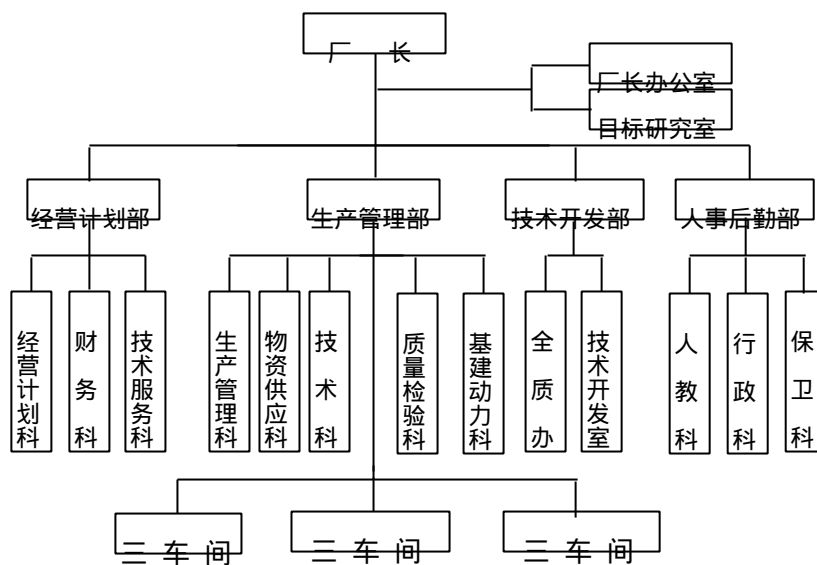 厂 长
厂长办公室
目标研究室
经营计划部
生产管理部
技术开发部
人事后勤部
经营计划科
财务科
技术服务科
生产管理科
物资供应科
技术科
质量检验科
基建动力科
全质办
技术开发室
人教科
行政科
保卫科
三 车 间
三 车 间
三 车 间